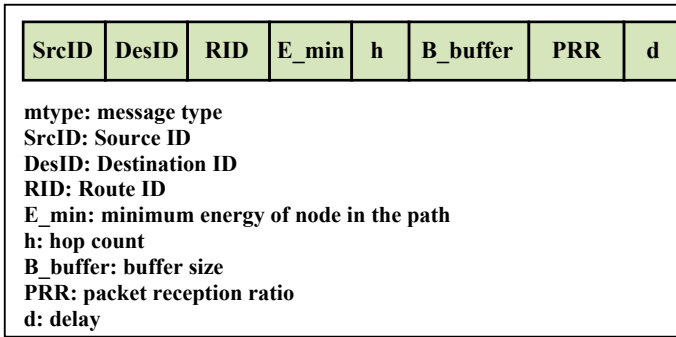 SrcID DesID RID E_min h B_buffer PRR d
mtype: message type
SrcID: Source ID
DesID: Destination ID
RID: Route ID
E_min: minimum energy of node in the path
h: hop count
B_buffer: buffer size
PRR: packet reception ratio
d: delay